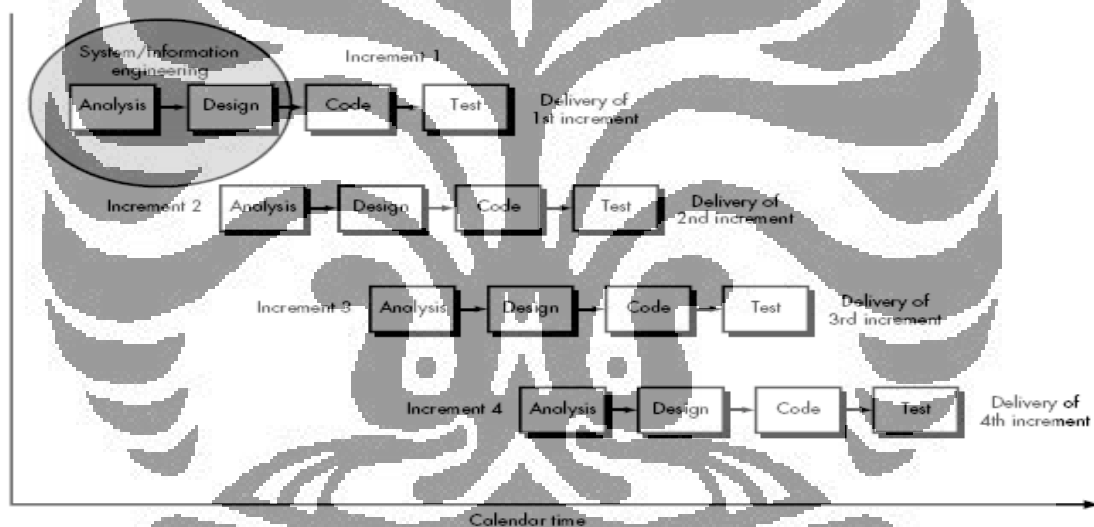 System/information
engineering
Increment 1
Analysis
Design
Code
Test
Delivery of
1st increment
Increment 2
Analysis
Design
Code
Test
Delivery of
2nd increment
Increment 3
Analysis
Design
Code
Test
Delivery of
3rd increment
Increment 4
Analysis
Design
Code
Test
Delivery of
4th increment
Calendar time